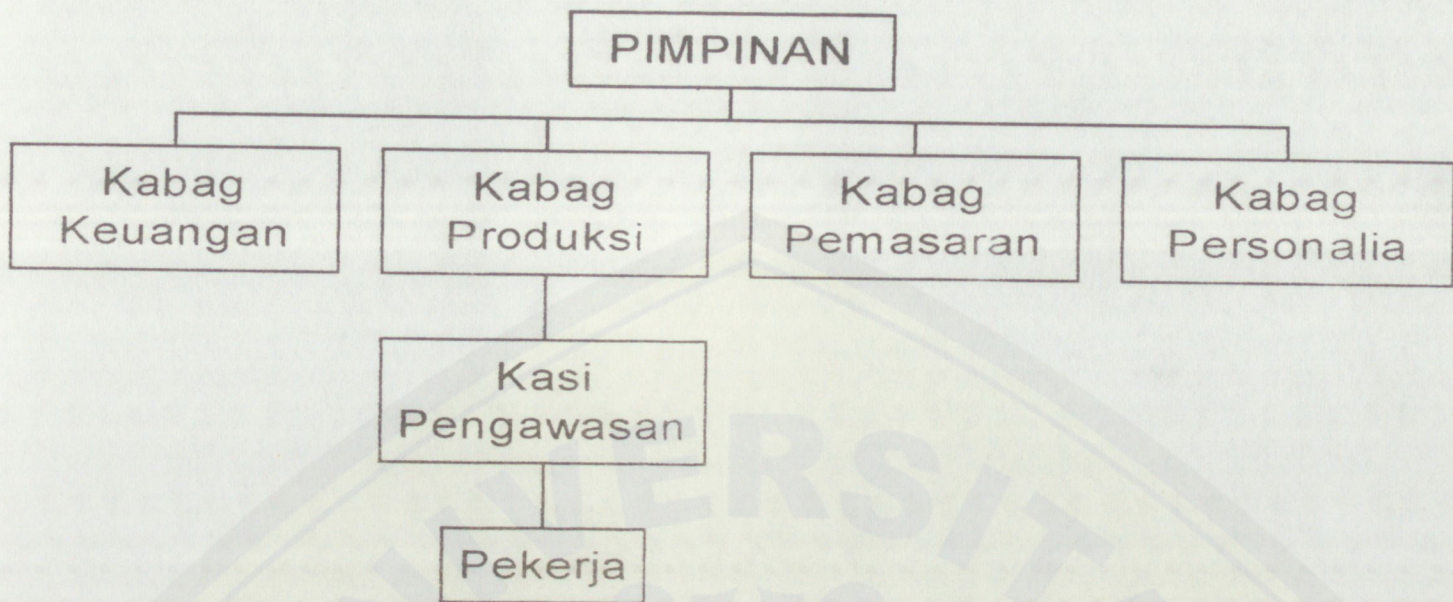 PIMPINAN
Kabag
Keuangan
Kabag
Produksi
Kabag
Pemasaran
Kabag
Personalia
Kasi
Pengawasan
Pekerja